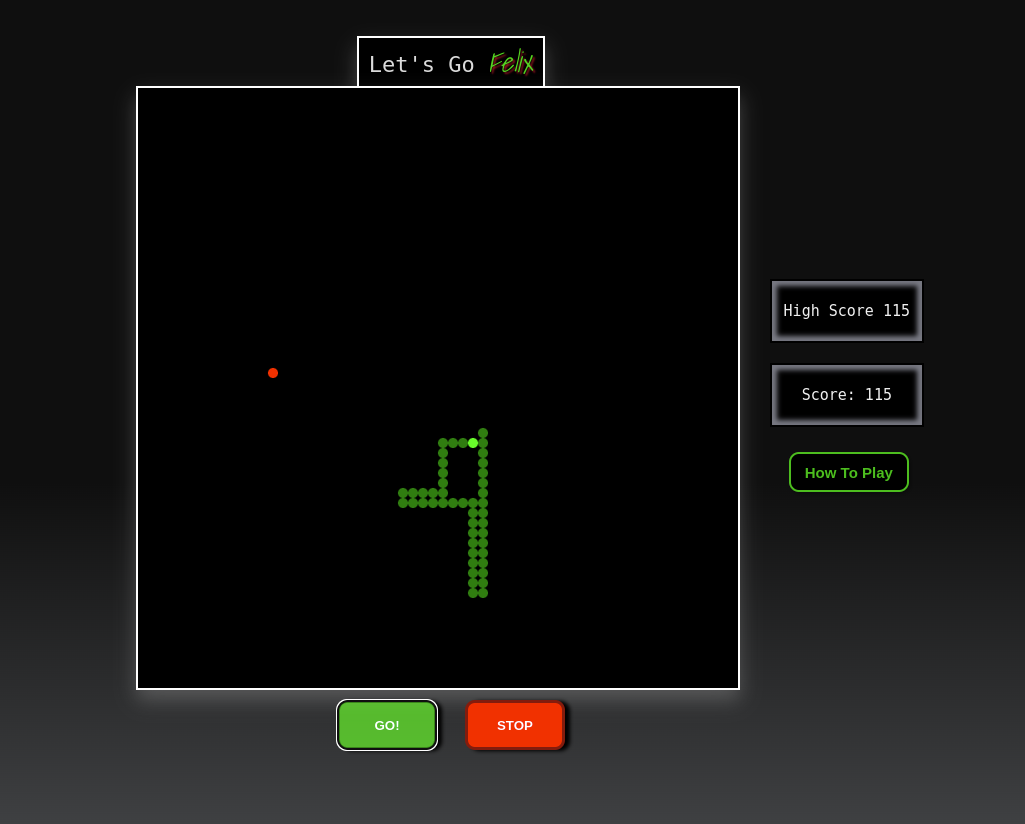 Let's Go Felix
High Score 115
Score: 115
How To Play
GO!
STOP